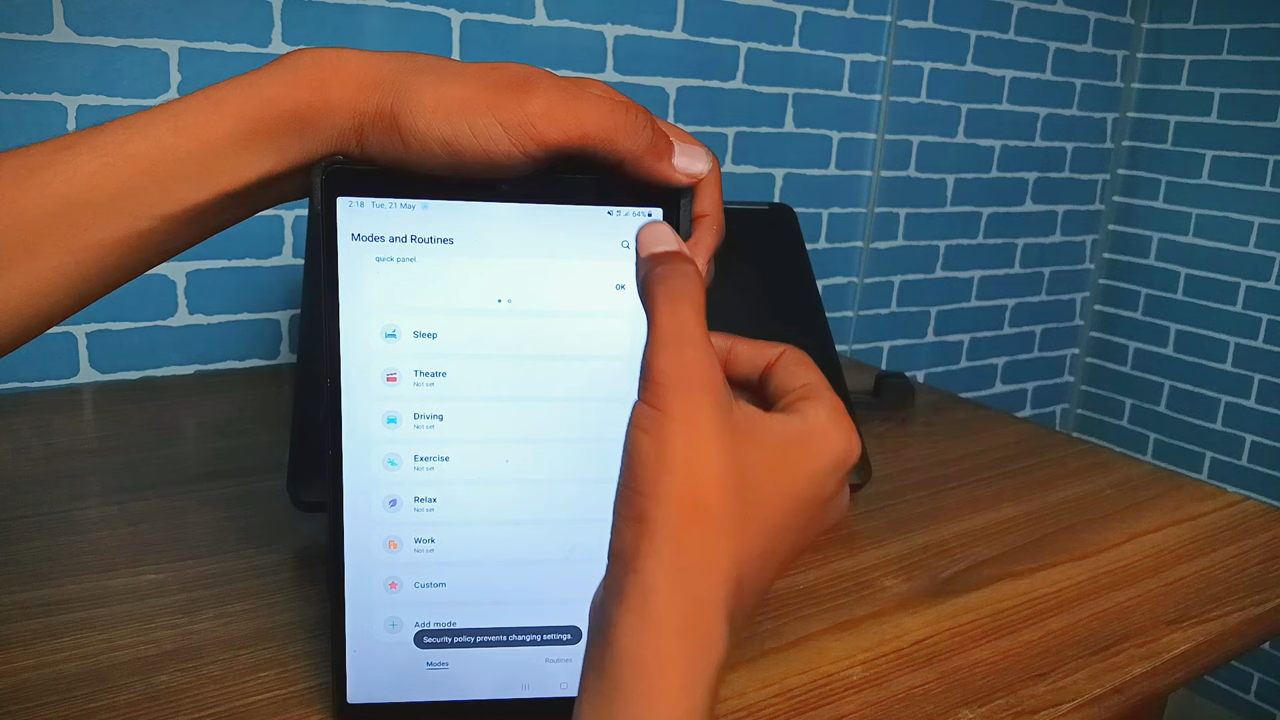 2:18 Tue, 21 May
64%
Modes and Routines
quick panel.
OK
Sleep
Theatre
Not set
Driving
Not set
Exercise
Not set
Relax
Not set
Work
Not set
Custom
Add mode
Security policy prevents changing settings.
Modes
Routines